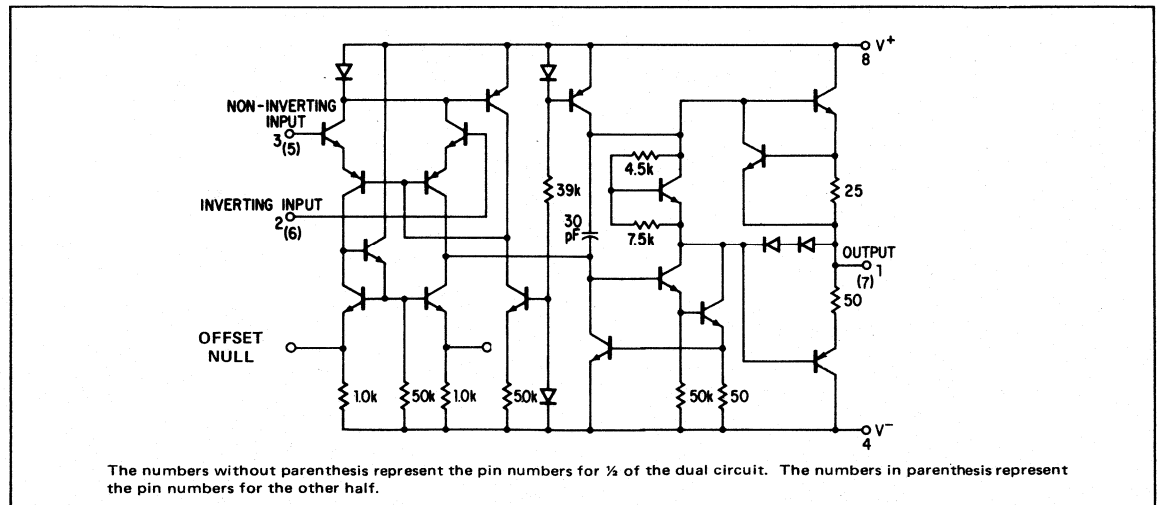 V+
8
NON-INVERTING
INPUT
3
(5)
4.5k
39k
25
INVERTING INPUT
2
(6)
30
pF
7.5k
OUTPUT
1
(7)
50
OFFSET
NULL
1.0k
50k
1.0k
5.0k
50k
50
V-
4
The numbers without parenthesis represent the pin numbers for ½ of the dual circuit. The numbers in parenthesis represent
the pin numbers for the other half.